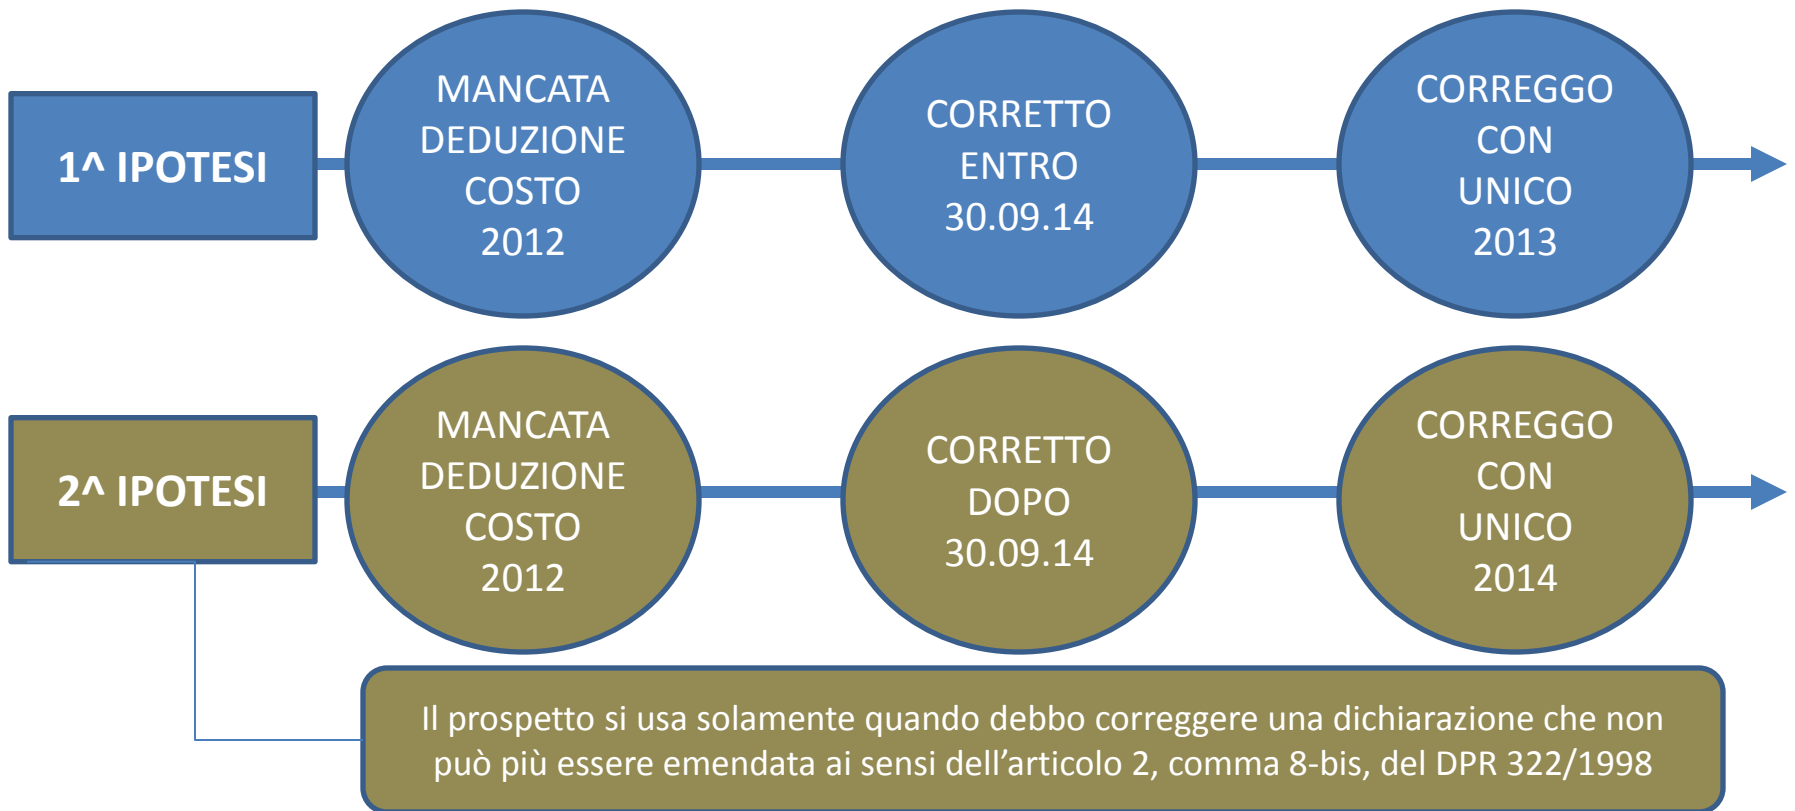 1^ IPOTESI
MANCATA
DEDUZIONE
COSTO
2012
CORRETTO
ENTRO
30.09.14
CORREGGO
CON
UNICO
2013
2^ IPOTESI
MANCATA
DEDUZIONE
COSTO
2012
CORRETTO
DOPO
30.09.14
CORREGGO
CON
UNICO
2014
Il prospetto si usa solamente quando debbo correggere una dichiarazione che non
può più essere emendata ai sensi dell’articolo 2, comma 8-bis, del DPR 322/1998